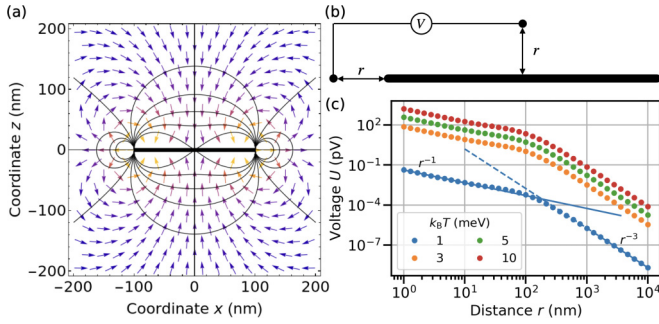 (a)
200
100
0
−100
−200
Coordinate z (nm)
−200 −100 0 100 200
Coordinate x (nm)
(b)
V
r
r
(c)
10²
10⁻¹
10⁻⁴
10⁻⁷
Voltage U (pV)
r⁻¹
r⁻³
k_BT (meV)
1 5
3 10
10⁰ 10¹ 10² 10³ 10⁴
Distance r (nm)